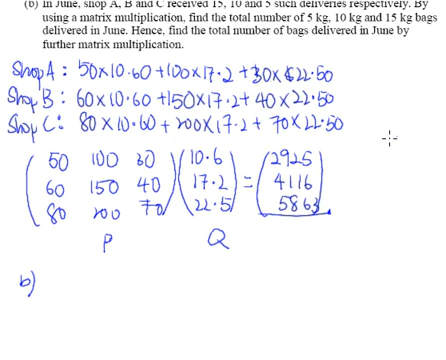 (b) In June, shop A, B and C received 15, 10 and 5 such deliveries respectively. By
using a matrix multiplication, find the total number of 5 kg, 10 kg and 15 kg bags
delivered in June. Hence, find the total number of bags delivered in June by
further matrix multiplication.
Shop A : 50×10.60 + 100×17.2 + 30×22.50
Shop B : 60×10.60 + 150×17.2 + 40×22.50
Shop C : 80×10.60 + 200×17.2 + 70×22.50
( 50 100 30 ) ( 10.6 ) = ( 2925 )
60 150 40 17.2 4116
80 200 70 22.5 5863
P Q
b)